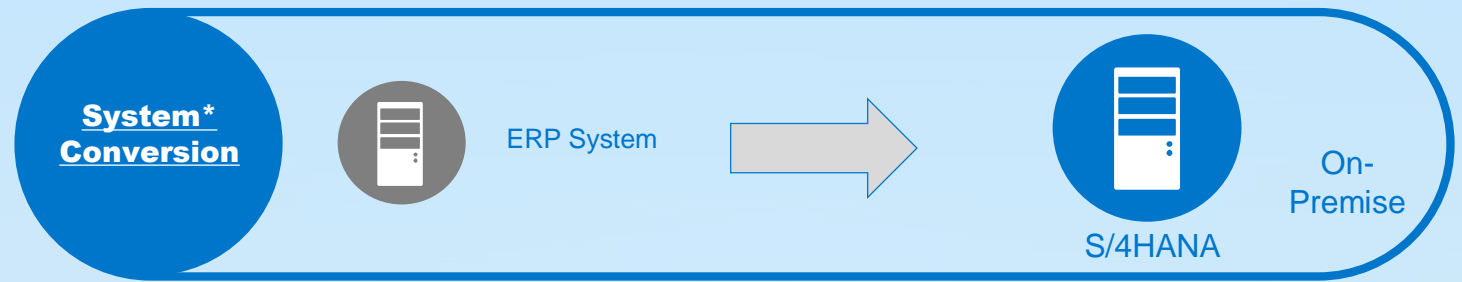 System*
Conversion
ERP System
S/4HANA
On-
Premise